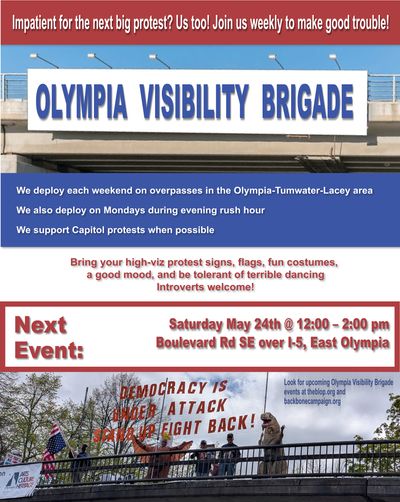 Impatient for the next big protest? Us too! Join us weekly to make good trouble!
OLYMPIA VISIBILITY BRIGADE
We deploy each weekend on overpasses in the Olympia-Tumwater-Lacey area
We also deploy on Mondays during evening rush hour
We support Capitol protests when possible
Bring your high-viz protest signs, flags, fun costumes,
a good mood, and be tolerant of terrible dancing
Introverts welcome!
Next
Event:
Saturday May 24th @ 12:00 – 2:00 pm
Boulevard Rd SE over I-5, East Olympia
Look for upcoming Olympia Visibility Brigade
events at theblop.org and
backbonecampaign.org
DEMOCRACY IS
UNDER ATTACK
STAND UP FIGHT BACK!